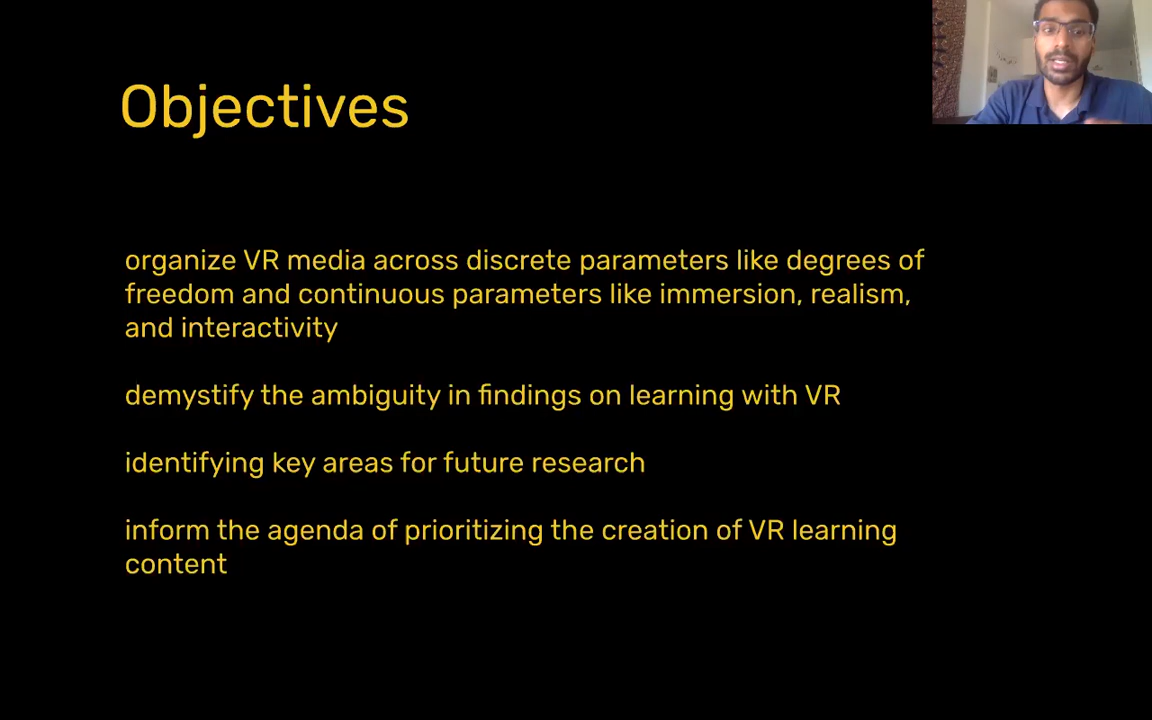 Objectives
organize VR media across discrete parameters like degrees of
freedom and continuous parameters like immersion, realism,
and interactivity
demystify the ambiguity in findings on learning with VR
identifying key areas for future research
inform the agenda of prioritizing the creation of VR learning
content